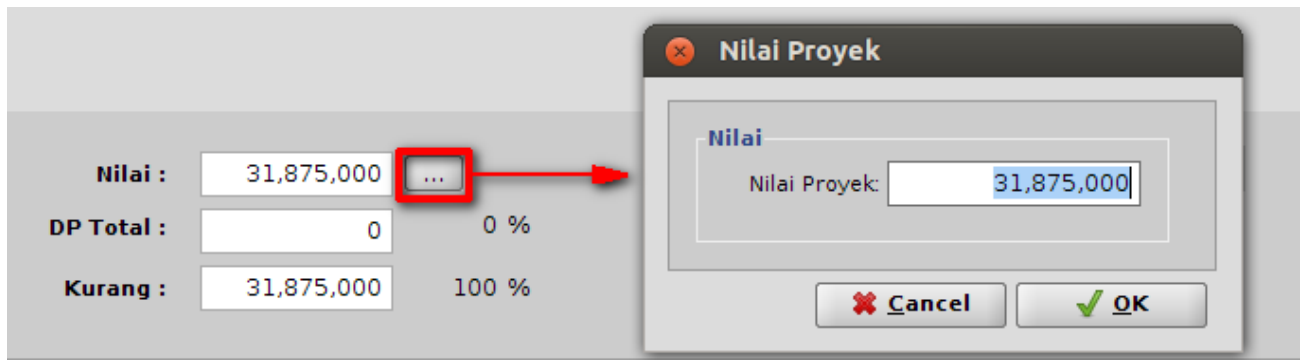 Nilai Proyek
Nilai
Nilai Proyek: 31,875,000
Cancel OK
Nilai : 31,875,000 ...
DP Total : 0 0 %
Kurang : 31,875,000 100 %